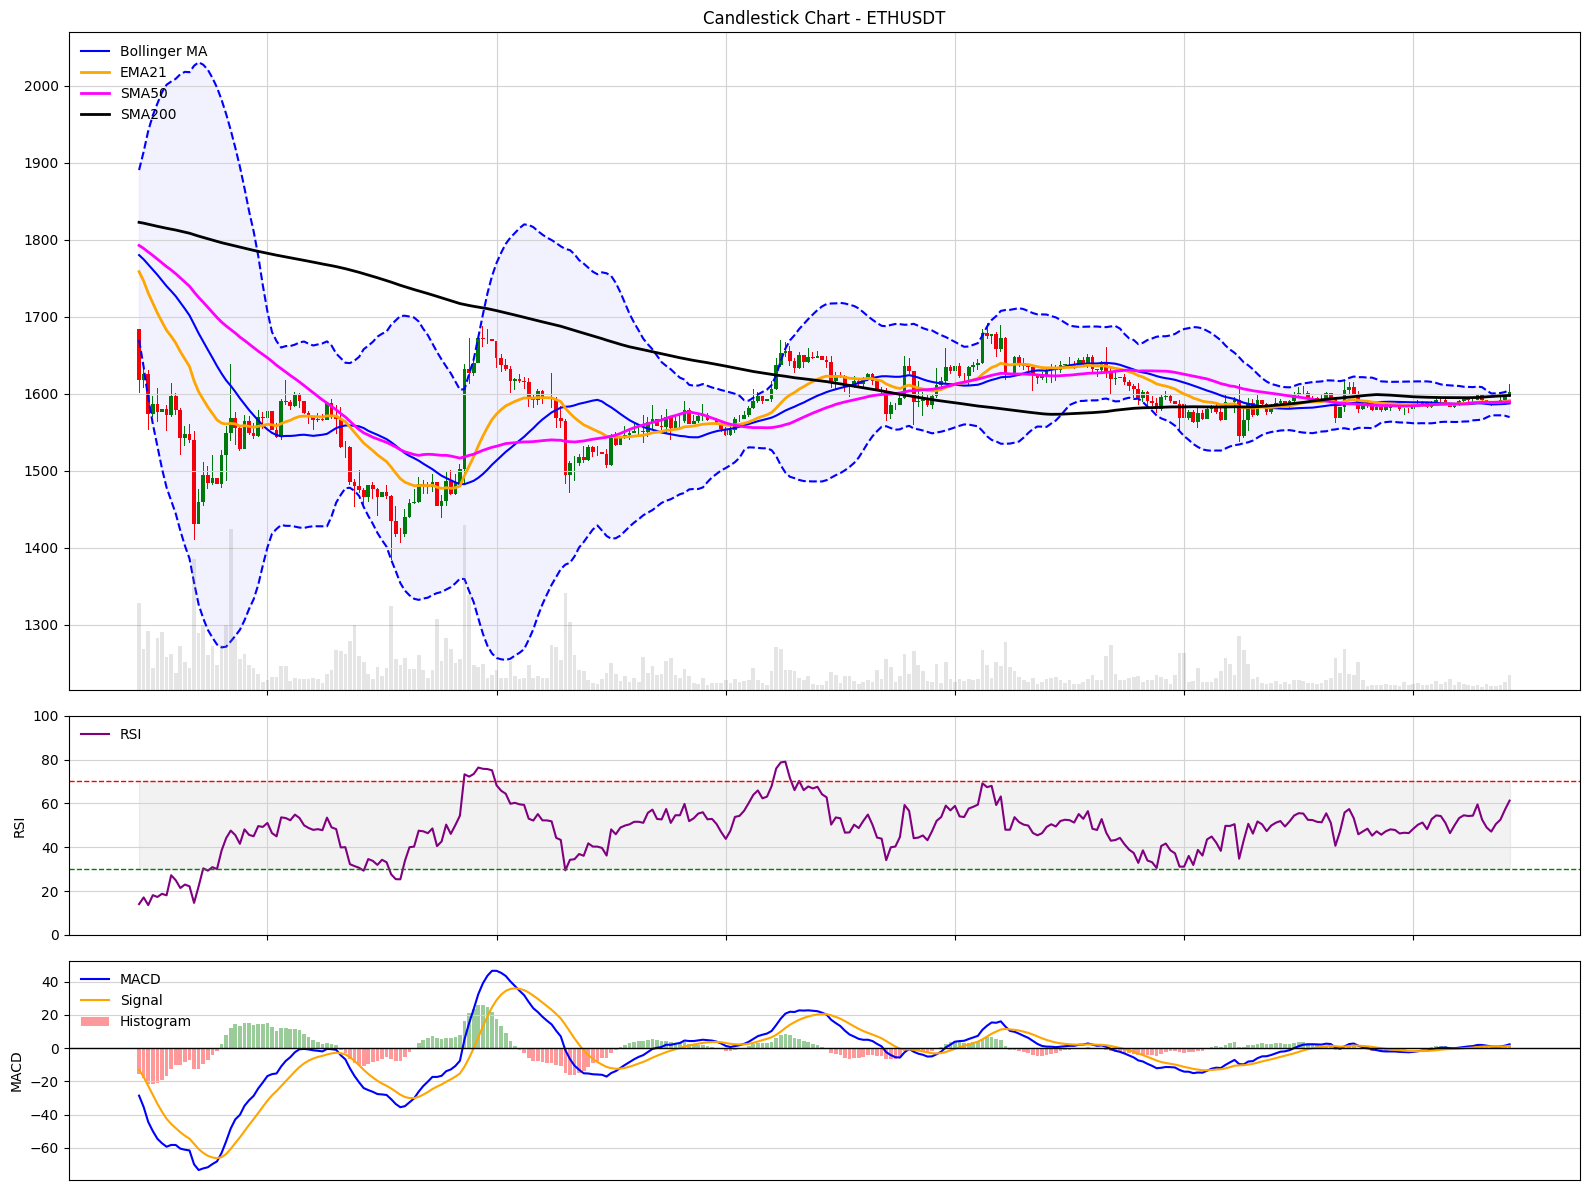 Candlestick Chart - ETHUSDT
Bollinger MA
EMA21
SMA50
SMA200
2000
1900
1800
1700
1600
1500
1400
1300
RSI
100
80
60
40
20
0
RSI
MACD
Signal
Histogram
40
20
0
−20
−40
−60
MACD